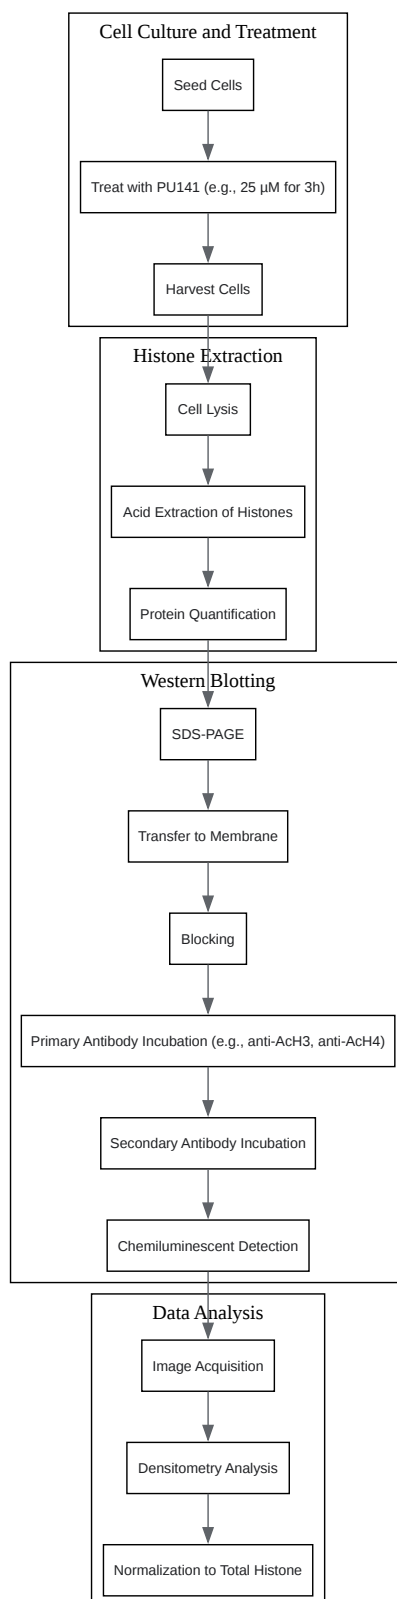 Cell Culture and Treatment
Seed Cells
Treat with PU141 (e.g., 25 µM for 3h)
Harvest Cells
Histone Extraction
Cell Lysis
Acid Extraction of Histones
Protein Quantification
Western Blotting
SDS-PAGE
Transfer to Membrane
Blocking
Primary Antibody Incubation (e.g., anti-AcH3, anti-AcH4)
Secondary Antibody Incubation
Chemiluminescent Detection
Data Analysis
Image Acquisition
Densitometry Analysis
Normalization to Total Histone